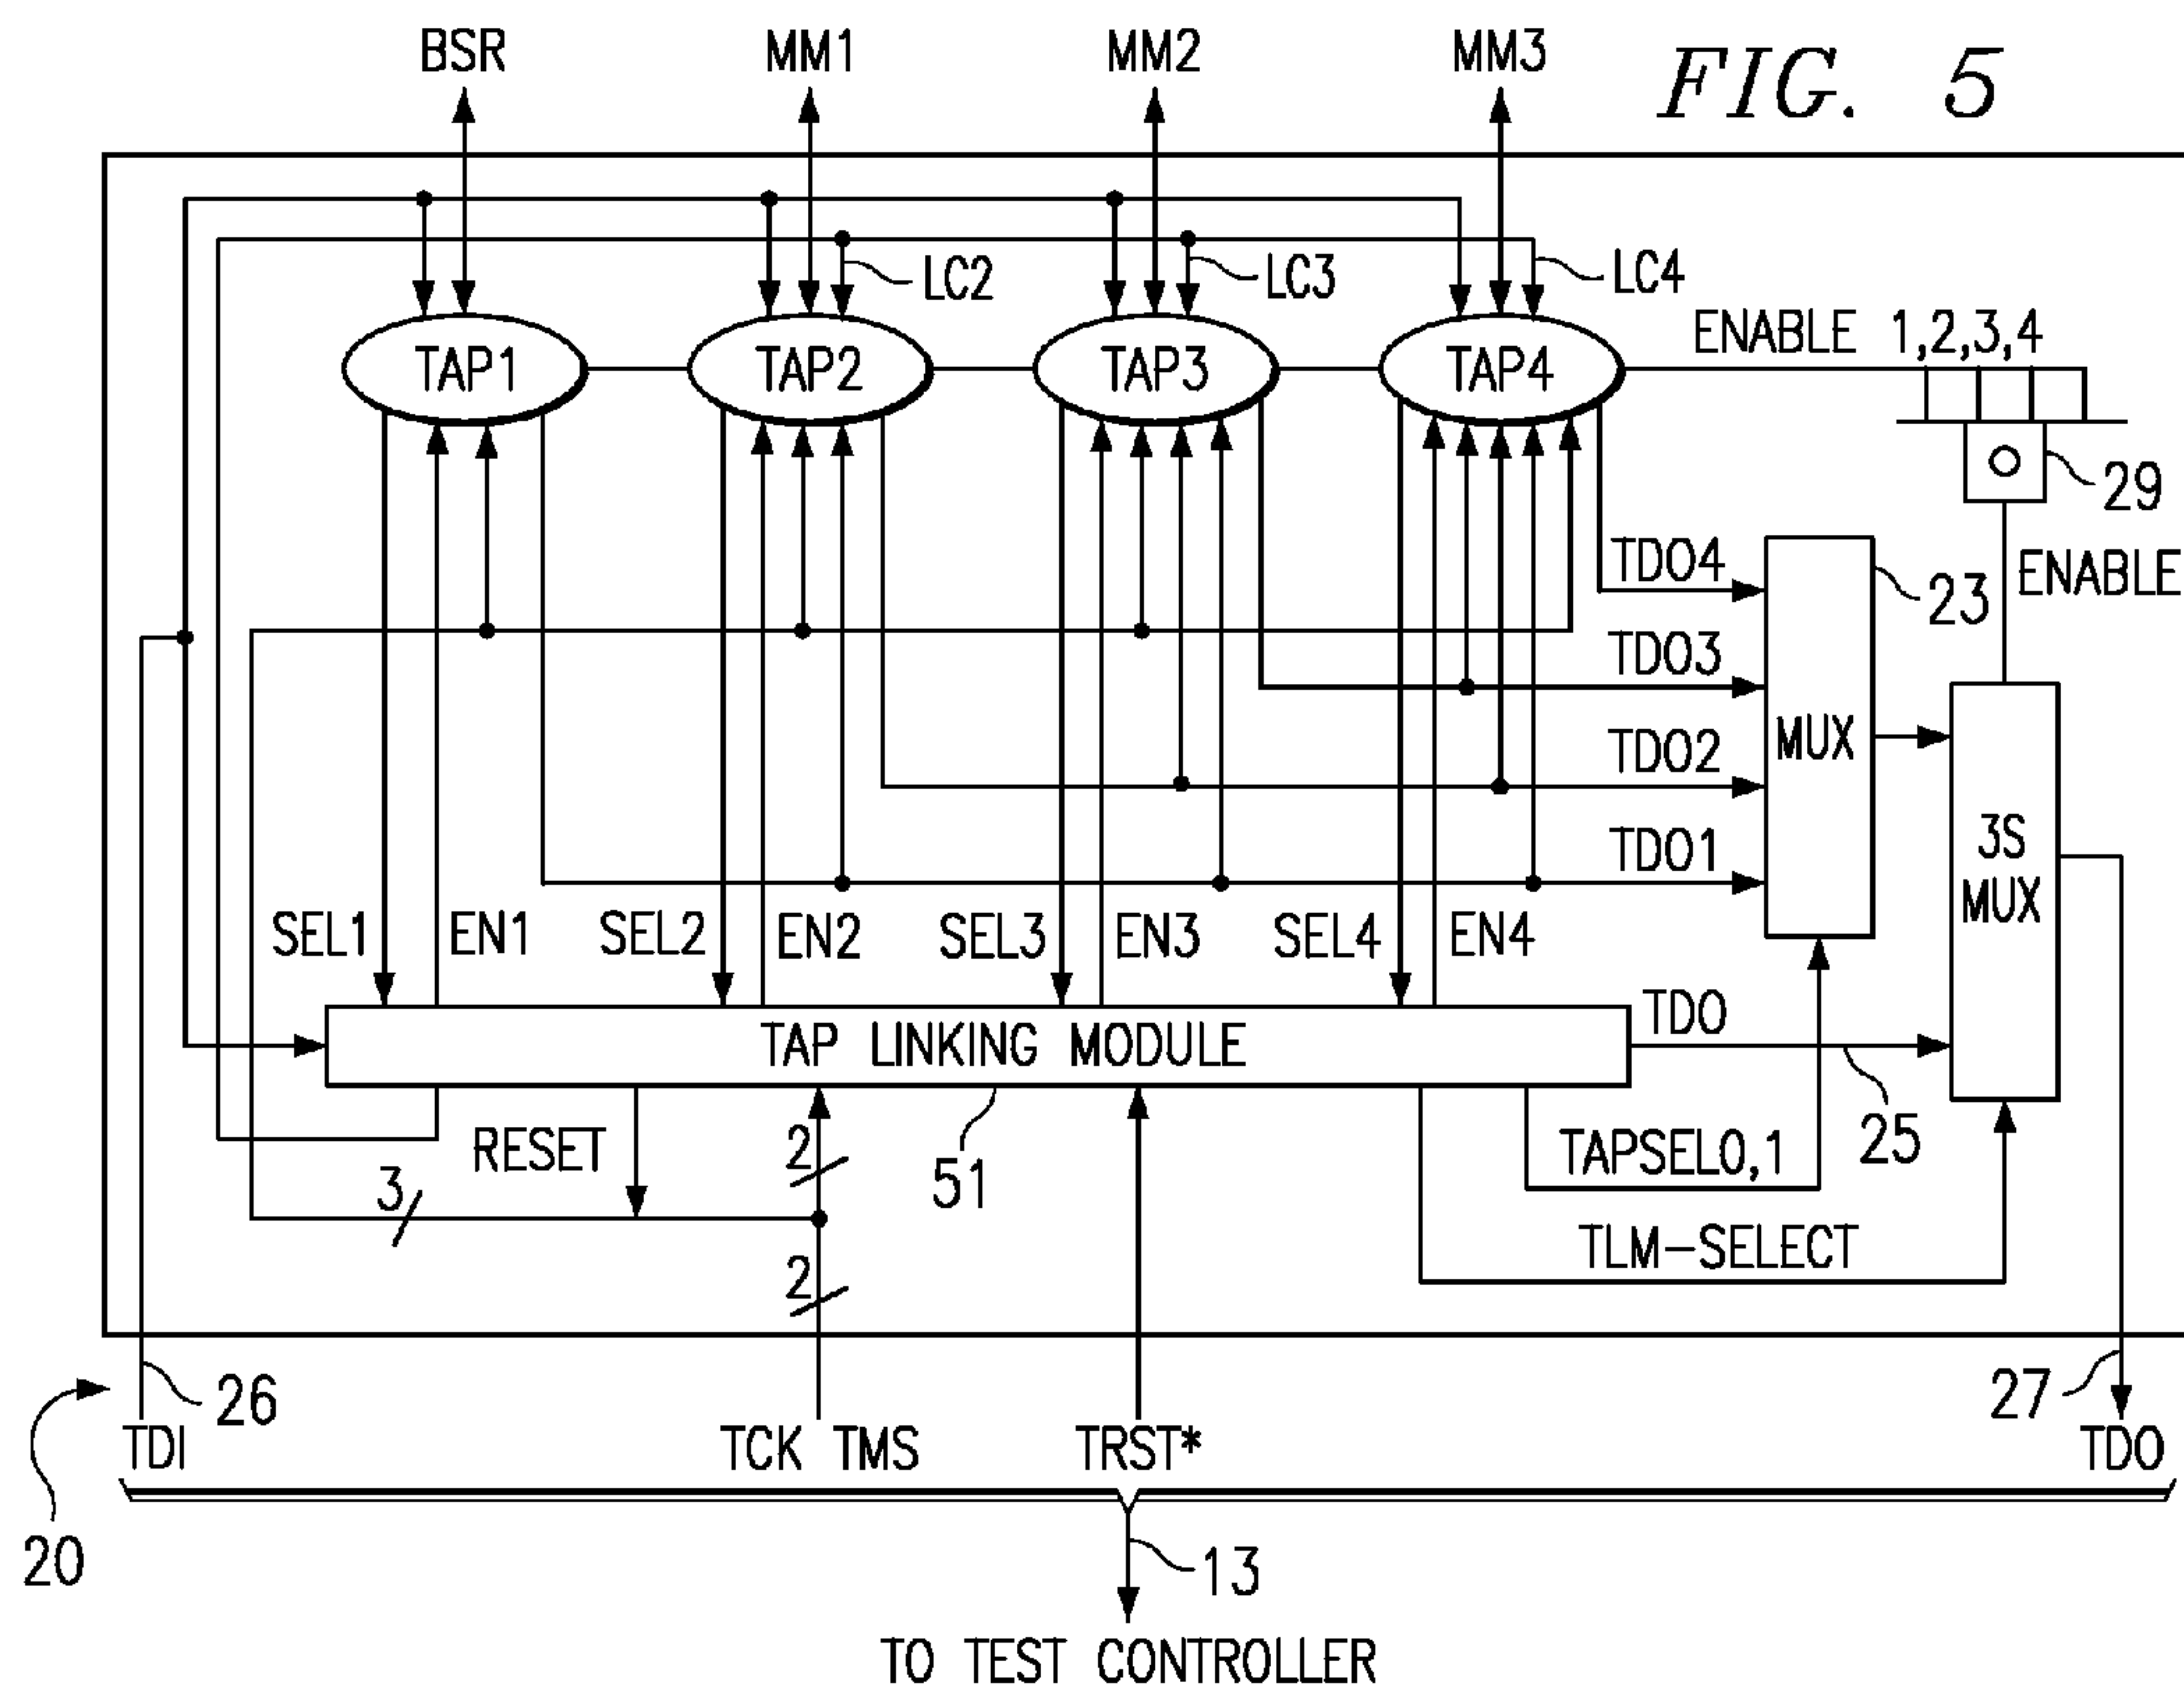 FIG. 5
BSR MM1 MM2 MM3
LC2 LC3 LC4
TAP1 TAP2 TAP3 TAP4
ENABLE 1,2,3,4
29
ENABLE
TDO4
23
TDO3
MUX
TDO2
TDO1
3S
MUX
SEL1 EN1 SEL2 EN2 SEL3 EN3 SEL4 EN4
TDO
TAP LINKING MODULE
25
RESET
2
51
TAPSEL0,1
3
TLM-SELECT
2
26
27
TDI TCK TMS TRST* TDO
20
13
TO TEST CONTROLLER